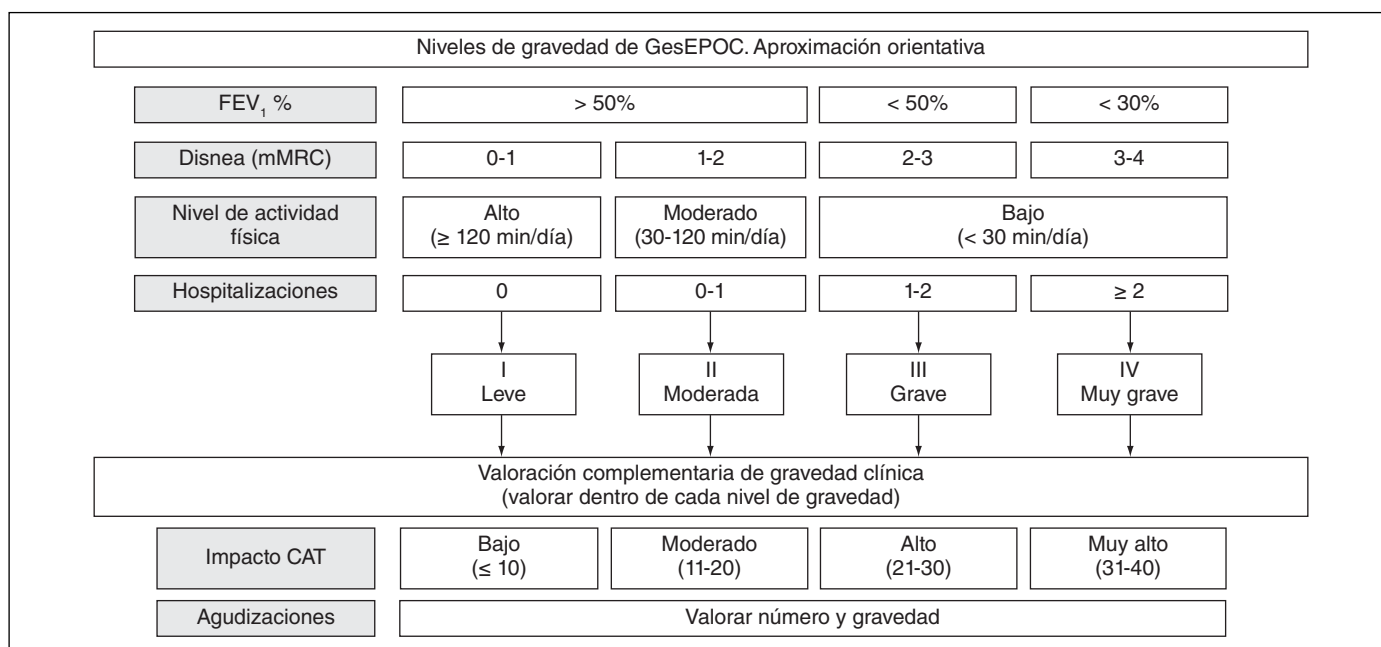 Niveles de gravedad de GesEPOC. Aproximación orientativa
FEV1 %
> 50%
< 50%
< 30%
Disnea (mMRC)
0-1
1-2
2-3
3-4
Nivel de actividad
física
Alto
(≥ 120 min/día)
Moderado
(30-120 min/día)
Bajo
(< 30 min/día)
Hospitalizaciones
0
0-1
1-2
≥ 2
I
Leve
II
Moderada
III
Grave
IV
Muy grave
Valoración complementaria de gravedad clínica
(valorar dentro de cada nivel de gravedad)
Impacto CAT
Bajo
(≤ 10)
Moderado
(11-20)
Alto
(21-30)
Muy alto
(31-40)
Agudizaciones
Valorar número y gravedad